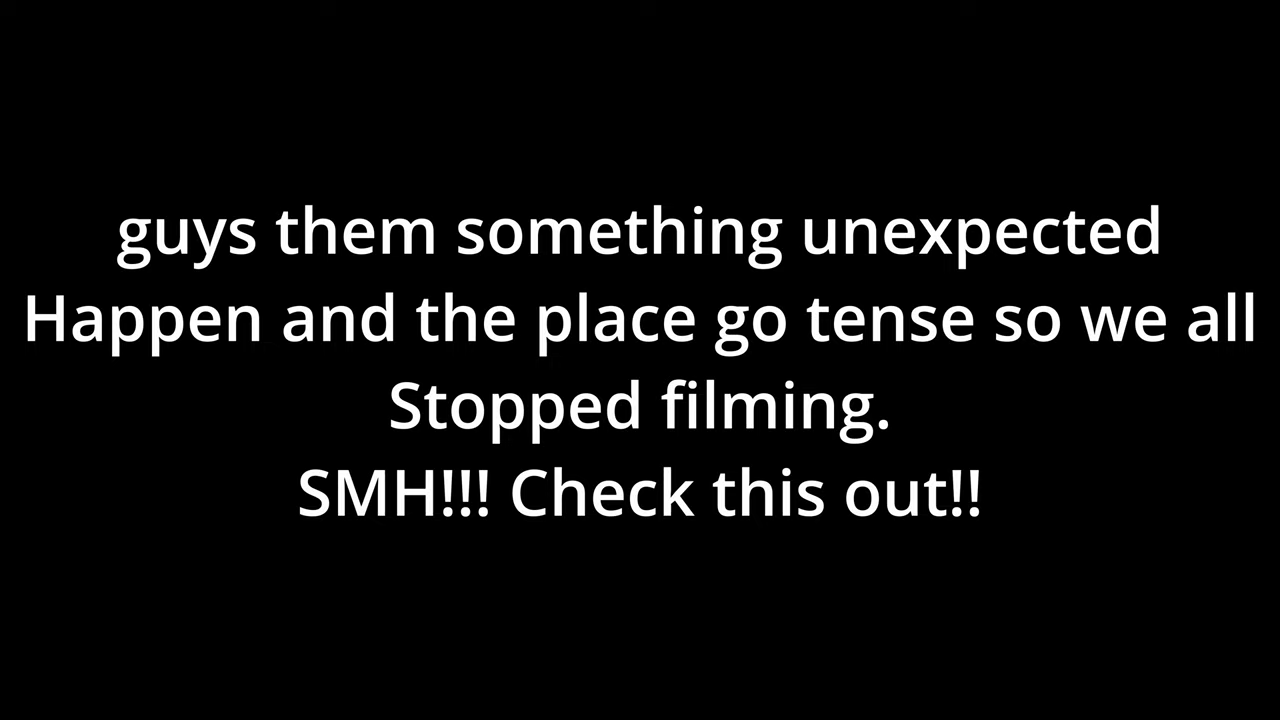 guys them something unexpected
Happen and the place go tense so we all
Stopped filming.
SMH!!! Check this out!!